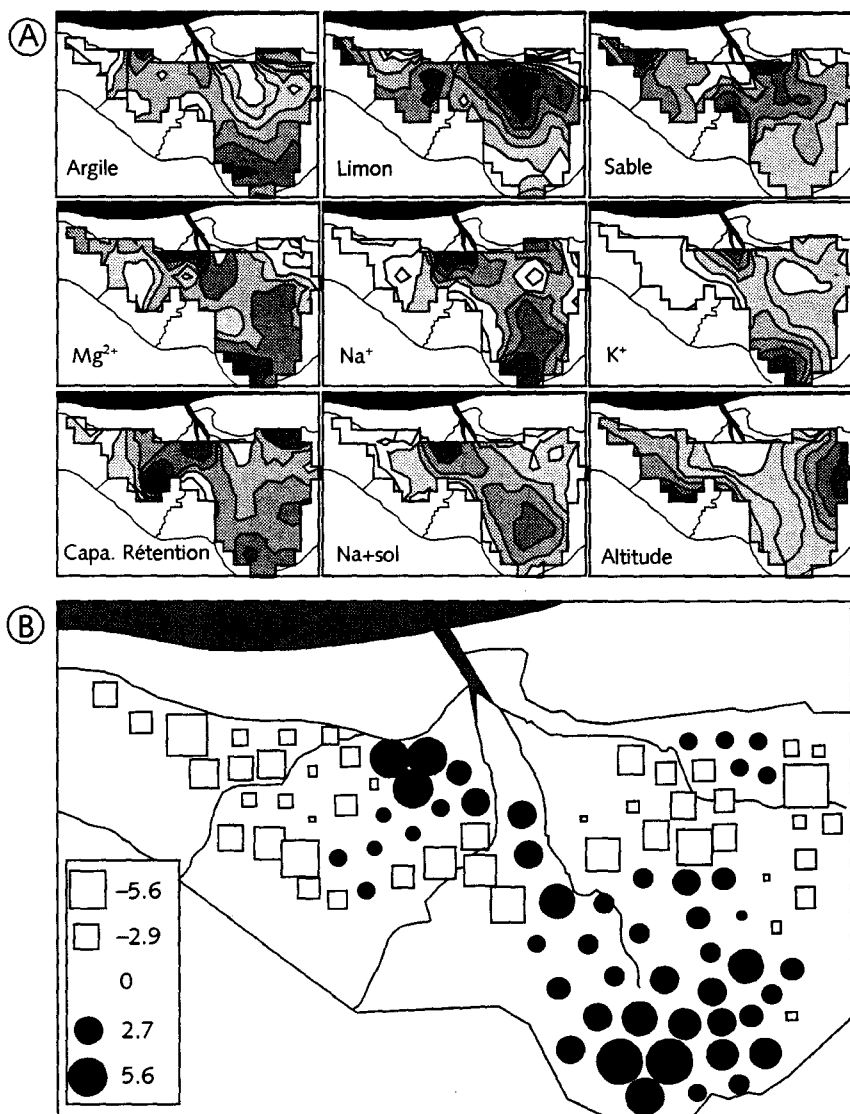 A
Argile
Limon
Sable
Mg²⁺
Na⁺
K⁺
Capa. Rétention
Na+sol
Altitude
B
−5.6
−2.9
0
2.7
5.6